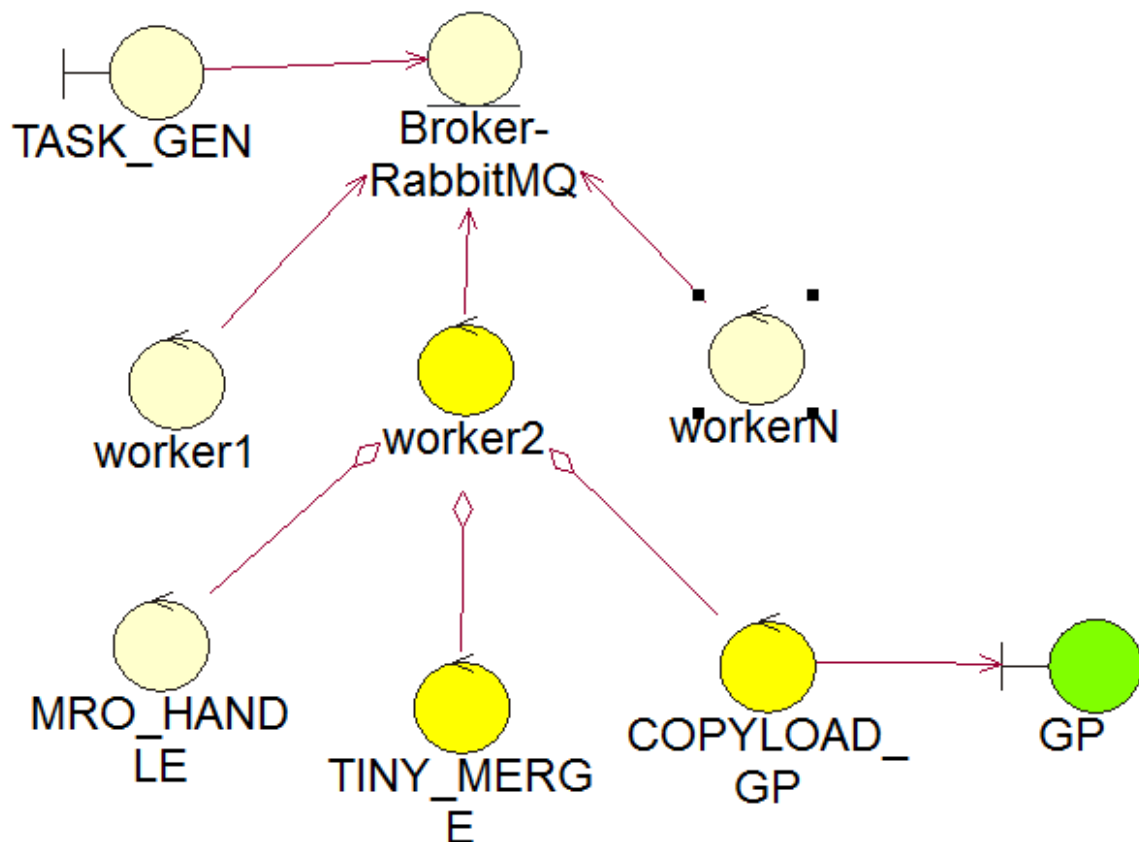 TASK_GEN
Broker-
RabbitMQ
worker1
worker2
workerN
MRO_HAND
LE
TINY_MERG
E
COPYLOAD_
GP
GP